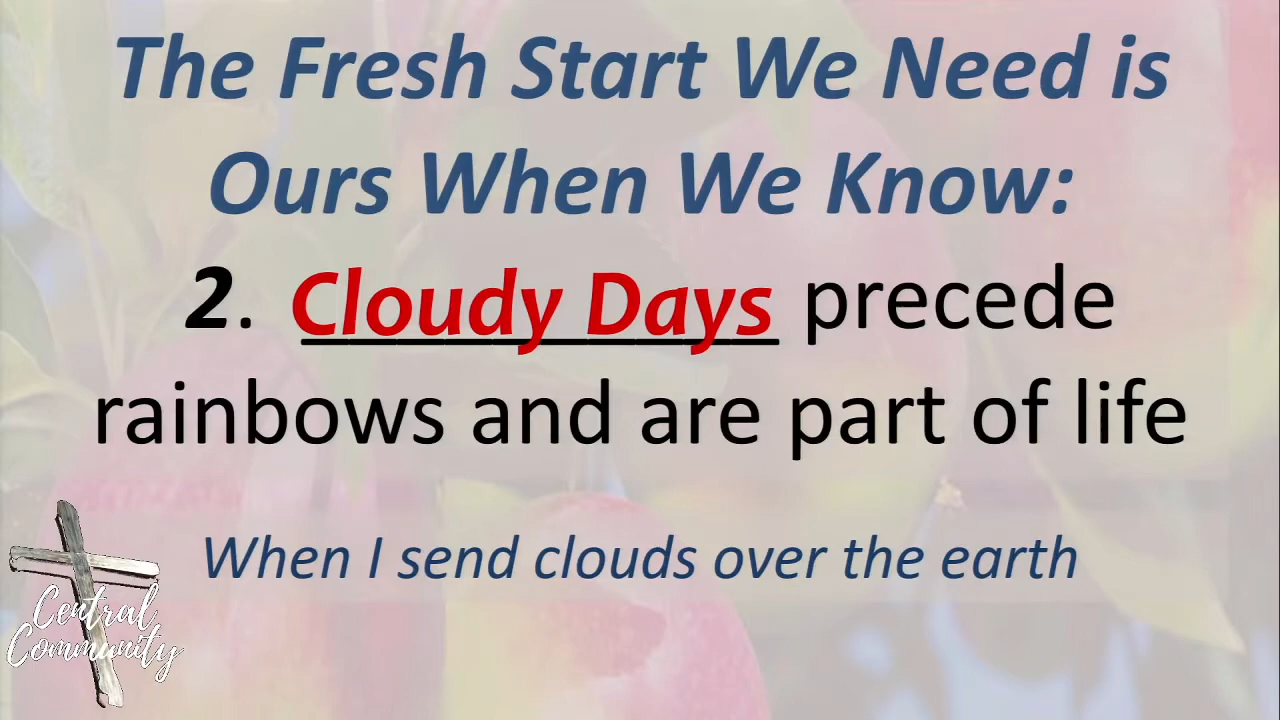 The Fresh Start We Need is
Ours When We Know:
2. Cloudy Days precede
rainbows and are part of life
When I send clouds over the earth
Central
Community